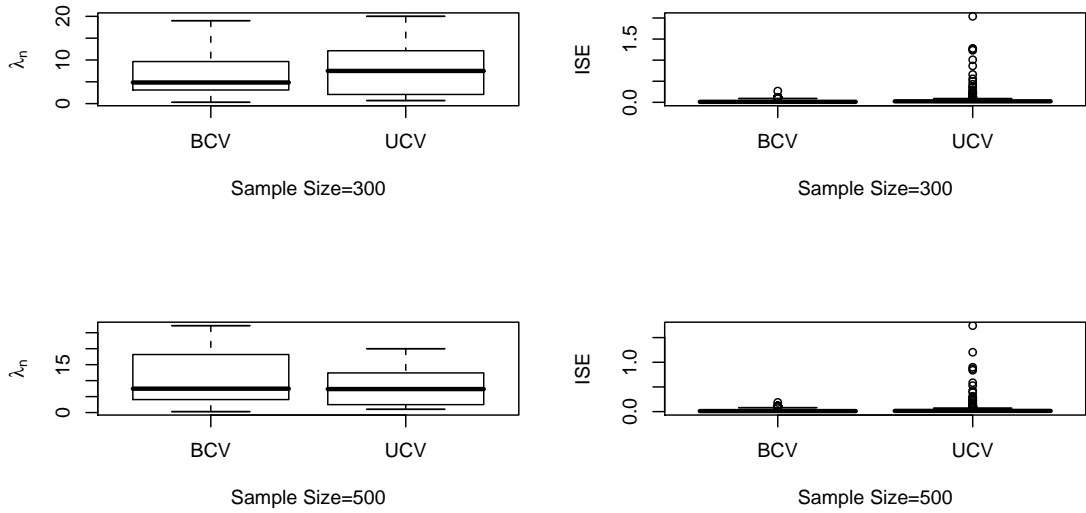 λn
20
10
0
BCV
UCV
Sample Size=300
ISE
1.5
0.0
BCV
UCV
Sample Size=300
λn
15
0
BCV
UCV
Sample Size=500
ISE
1.0
0.0
BCV
UCV
Sample Size=500